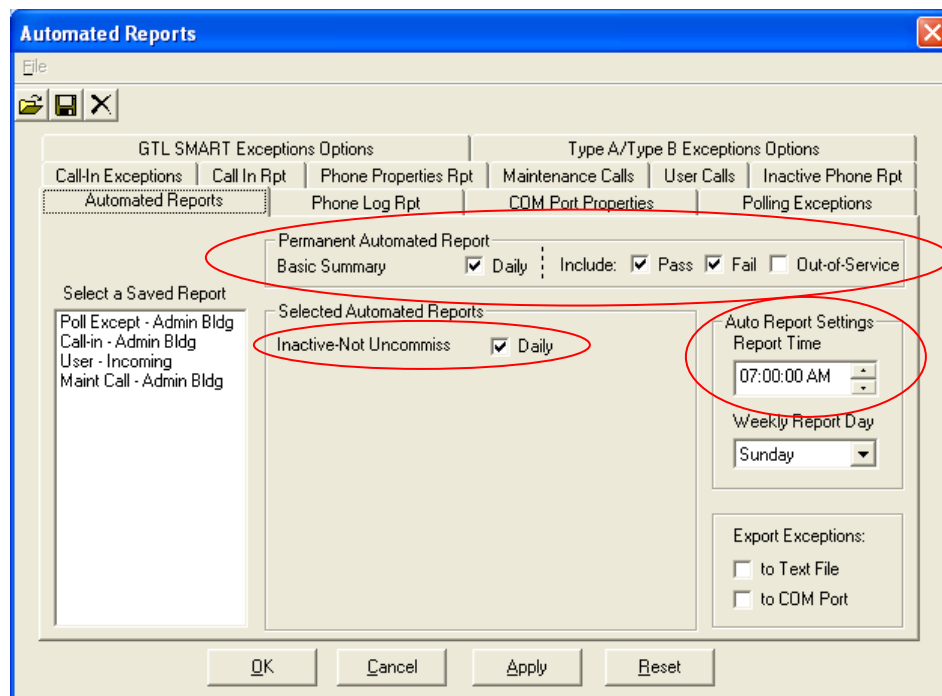 Automated Reports
File
GTL SMART Exceptions Options
Type A/Type B Exceptions Options
Call-In Exceptions
Call In Rpt
Phone Properties Rpt
Maintenance Calls
User Calls
Inactive Phone Rpt
Automated Reports
Phone Log Rpt
COM Port Properties
Polling Exceptions
Permanent Automated Report
Basic Summary
Daily
Include:
Pass
Fail
Out-of-Service
Select a Saved Report
Poll Except - Admin Bldg
Call-in - Admin Bldg
User - Incoming
Maint Call - Admin Bldg
Selected Automated Reports
Inactive-Not Uncommiss
Daily
Auto Report Settings
Report Time
07:00:00 AM
Weekly Report Day
Sunday
Export Exceptions:
to Text File
to COM Port
OK
Cancel
Apply
Reset